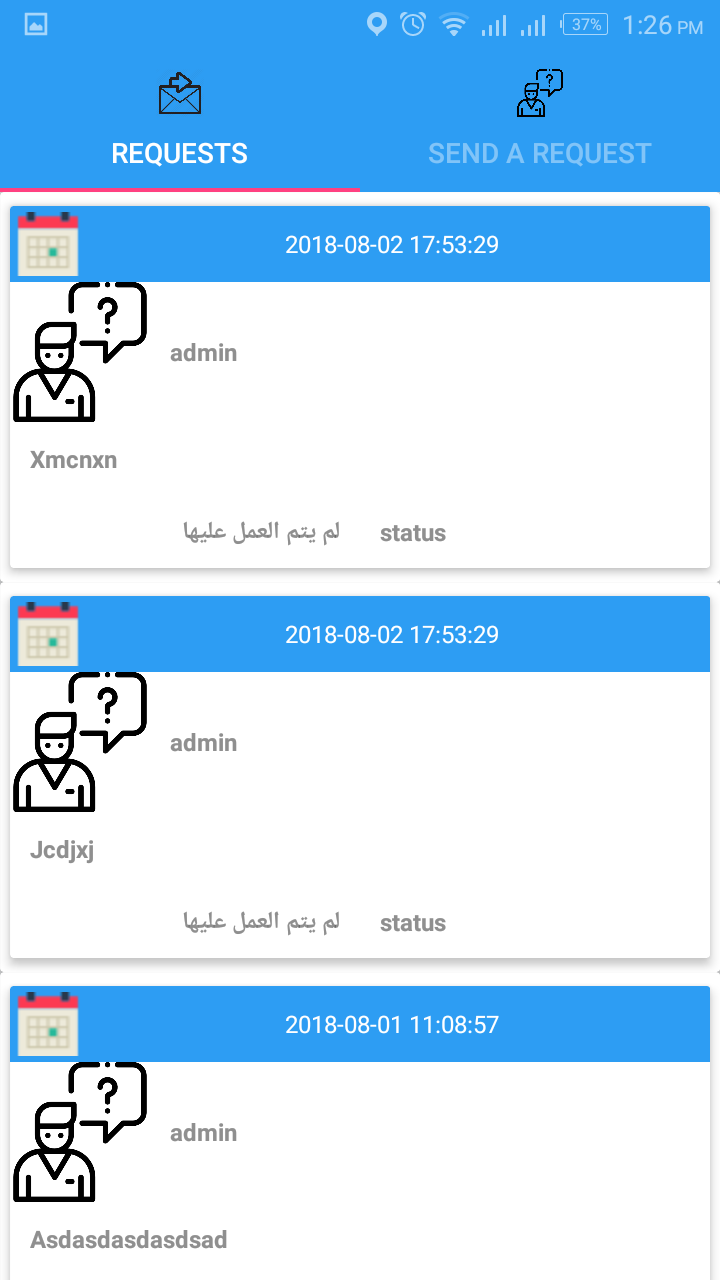 37% 1:26 PM
REQUESTS
SEND A REQUEST
2018-08-02 17:53:29
admin
Xmcnxn
لم يتم العمل عليها status
2018-08-02 17:53:29
admin
Jcdjxj
لم يتم العمل عليها status
2018-08-01 11:08:57
admin
Asdasdasdasdsad